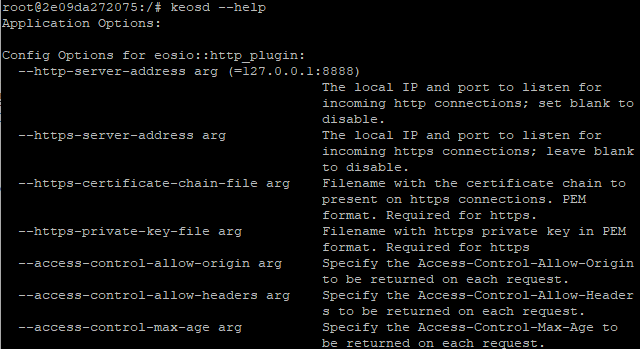 root@2e09da272075:/# keosd --help
Application Options:
Config Options for eosio::http_plugin:
--http-server-address arg (=127.0.0.1:8888)
The local IP and port to listen for
incoming http connections; set blank to
disable.
--https-server-address arg The local IP and port to listen for
incoming https connections; leave blank
to disable.
--https-certificate-chain-file arg Filename with the certificate chain to
present on https connections. PEM
format. Required for https.
--https-private-key-file arg Filename with https private key in PEM
format. Required for https
--access-control-allow-origin arg Specify the Access-Control-Allow-Origin
to be returned on each request.
--access-control-allow-headers arg Specify the Access-Control-Allow-Header
s to be returned on each request.
--access-control-max-age arg Specify the Access-Control-Max-Age to
be returned on each request.